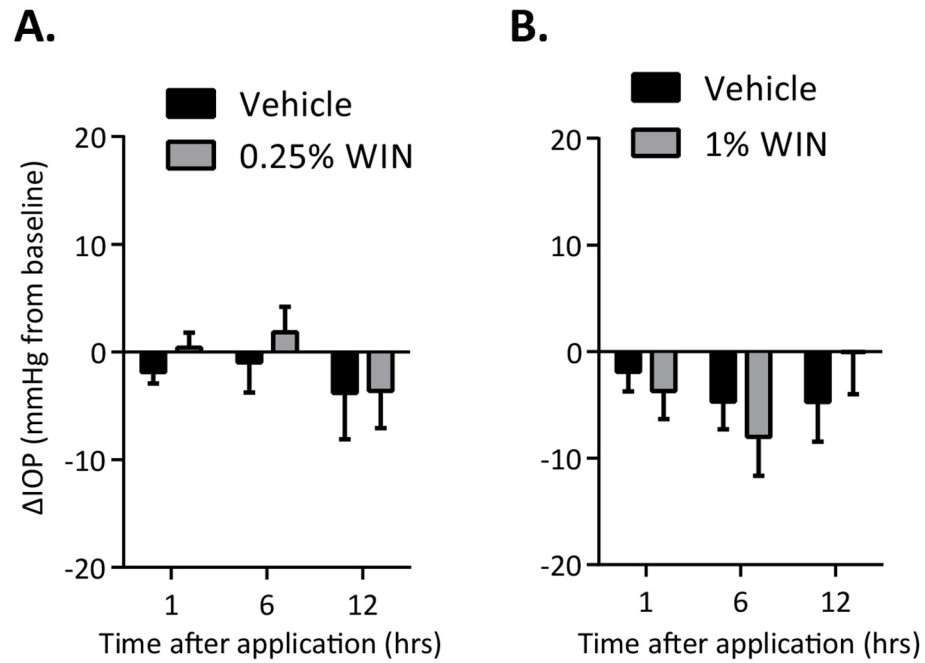 A.
Vehicle
0.25% WIN
ΔIOP (mmHg from baseline)
20
10
0
-10
-20
1 6 12
Time after application (hrs)
B.
Vehicle
1% WIN
20
10
0
-10
-20
1 6 12
Time after application (hrs)